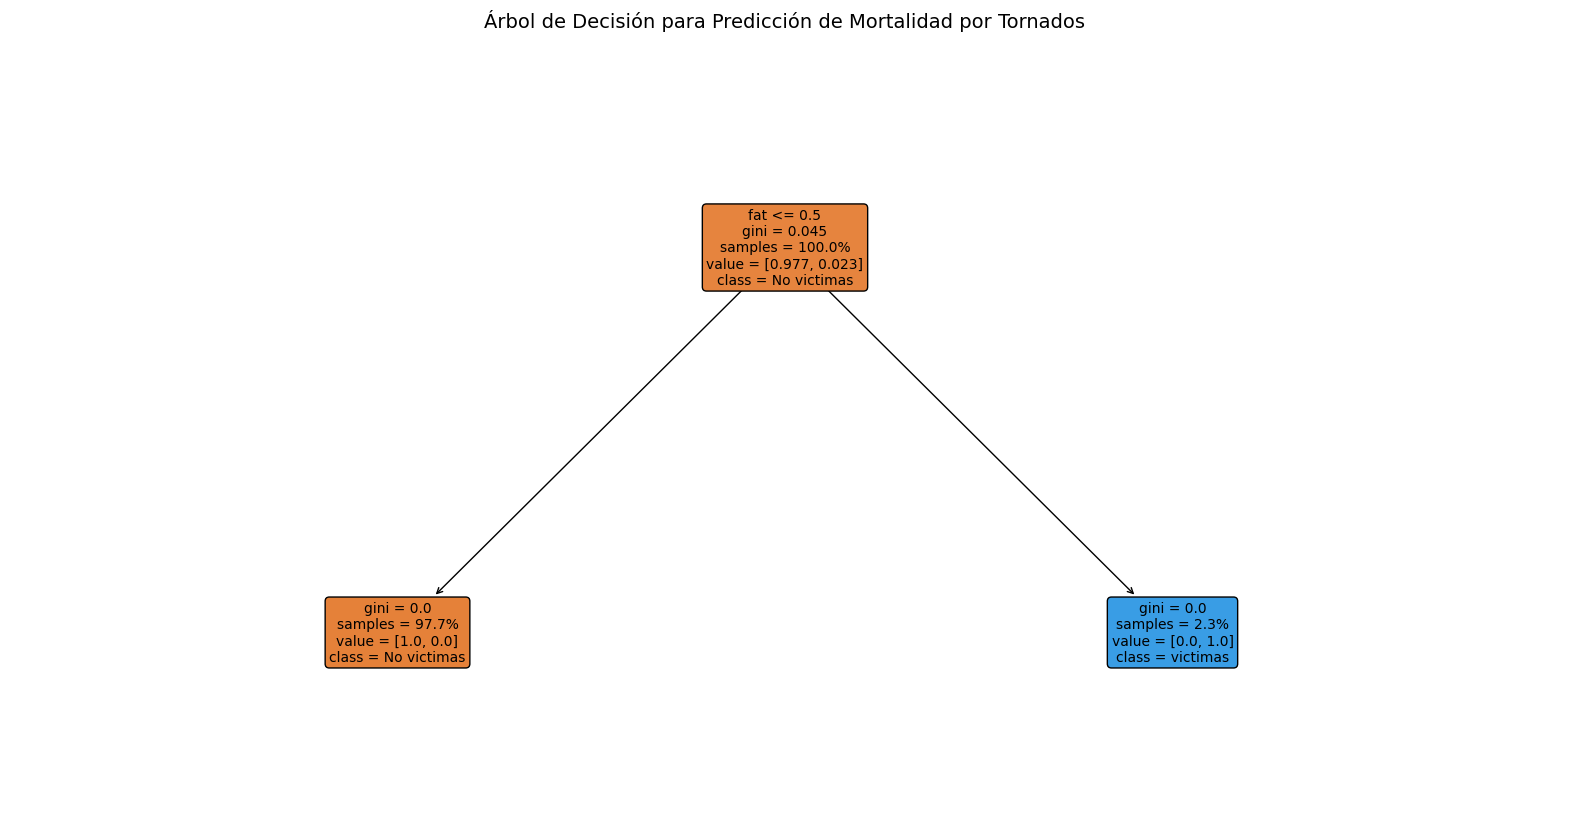 Árbol de Decisión para Predicción de Mortalidad por Tornados
fat <= 0.5
gini = 0.045
samples = 100.0%
value = [0.977, 0.023]
class = No victimas
gini = 0.0
samples = 97.7%
value = [1.0, 0.0]
class = No victimas
gini = 0.0
samples = 2.3%
value = [0.0, 1.0]
class = victimas